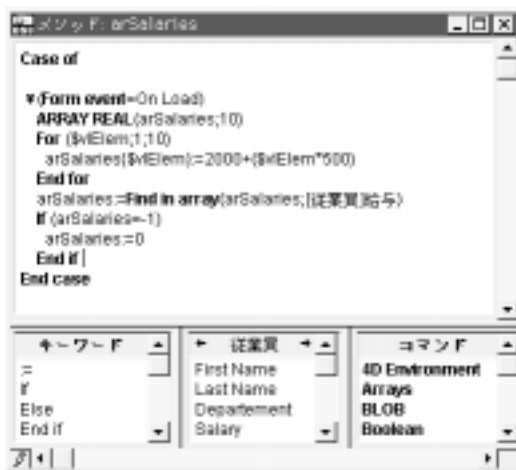 メソッド: arSalaries
Case of
¥(Form event=On Load)
ARRAY REAL(arSalaries;10)
For ($vlElem;1;10)
arSalaries{$vlElem}:=2000+($vlElem*500)
End for
arSalaries:=Find in array(arSalaries;[従業員]給与)
If (arSalaries=-1)
arSalaries:=0
End if
End case
キーワード
:=
If
Else
End if
従業員
First Name
Last Name
Departement
Salary
コマンド
4D Environment
Arrays
BLOB
Boolean